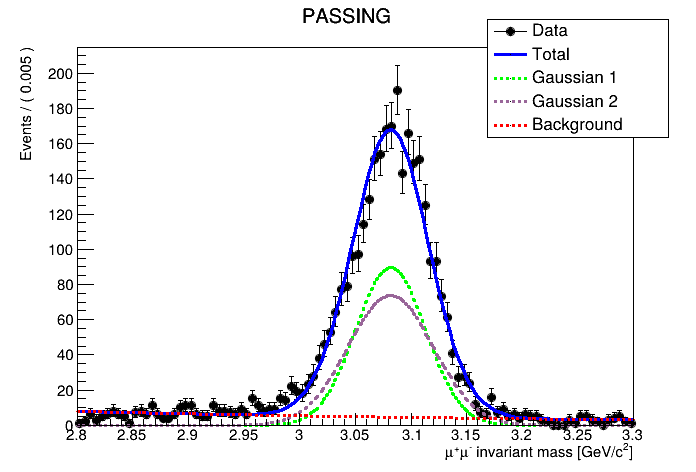 PASSING
Data
Total
Gaussian 1
Gaussian 2
Background
Events / ( 0.005 )
200
180
160
140
120
100
80
60
40
20
0
2.8 2.85 2.9 2.95 3 3.05 3.1 3.15 3.2 3.25 3.3
μ⁺μ⁻ invariant mass [GeV/c²]